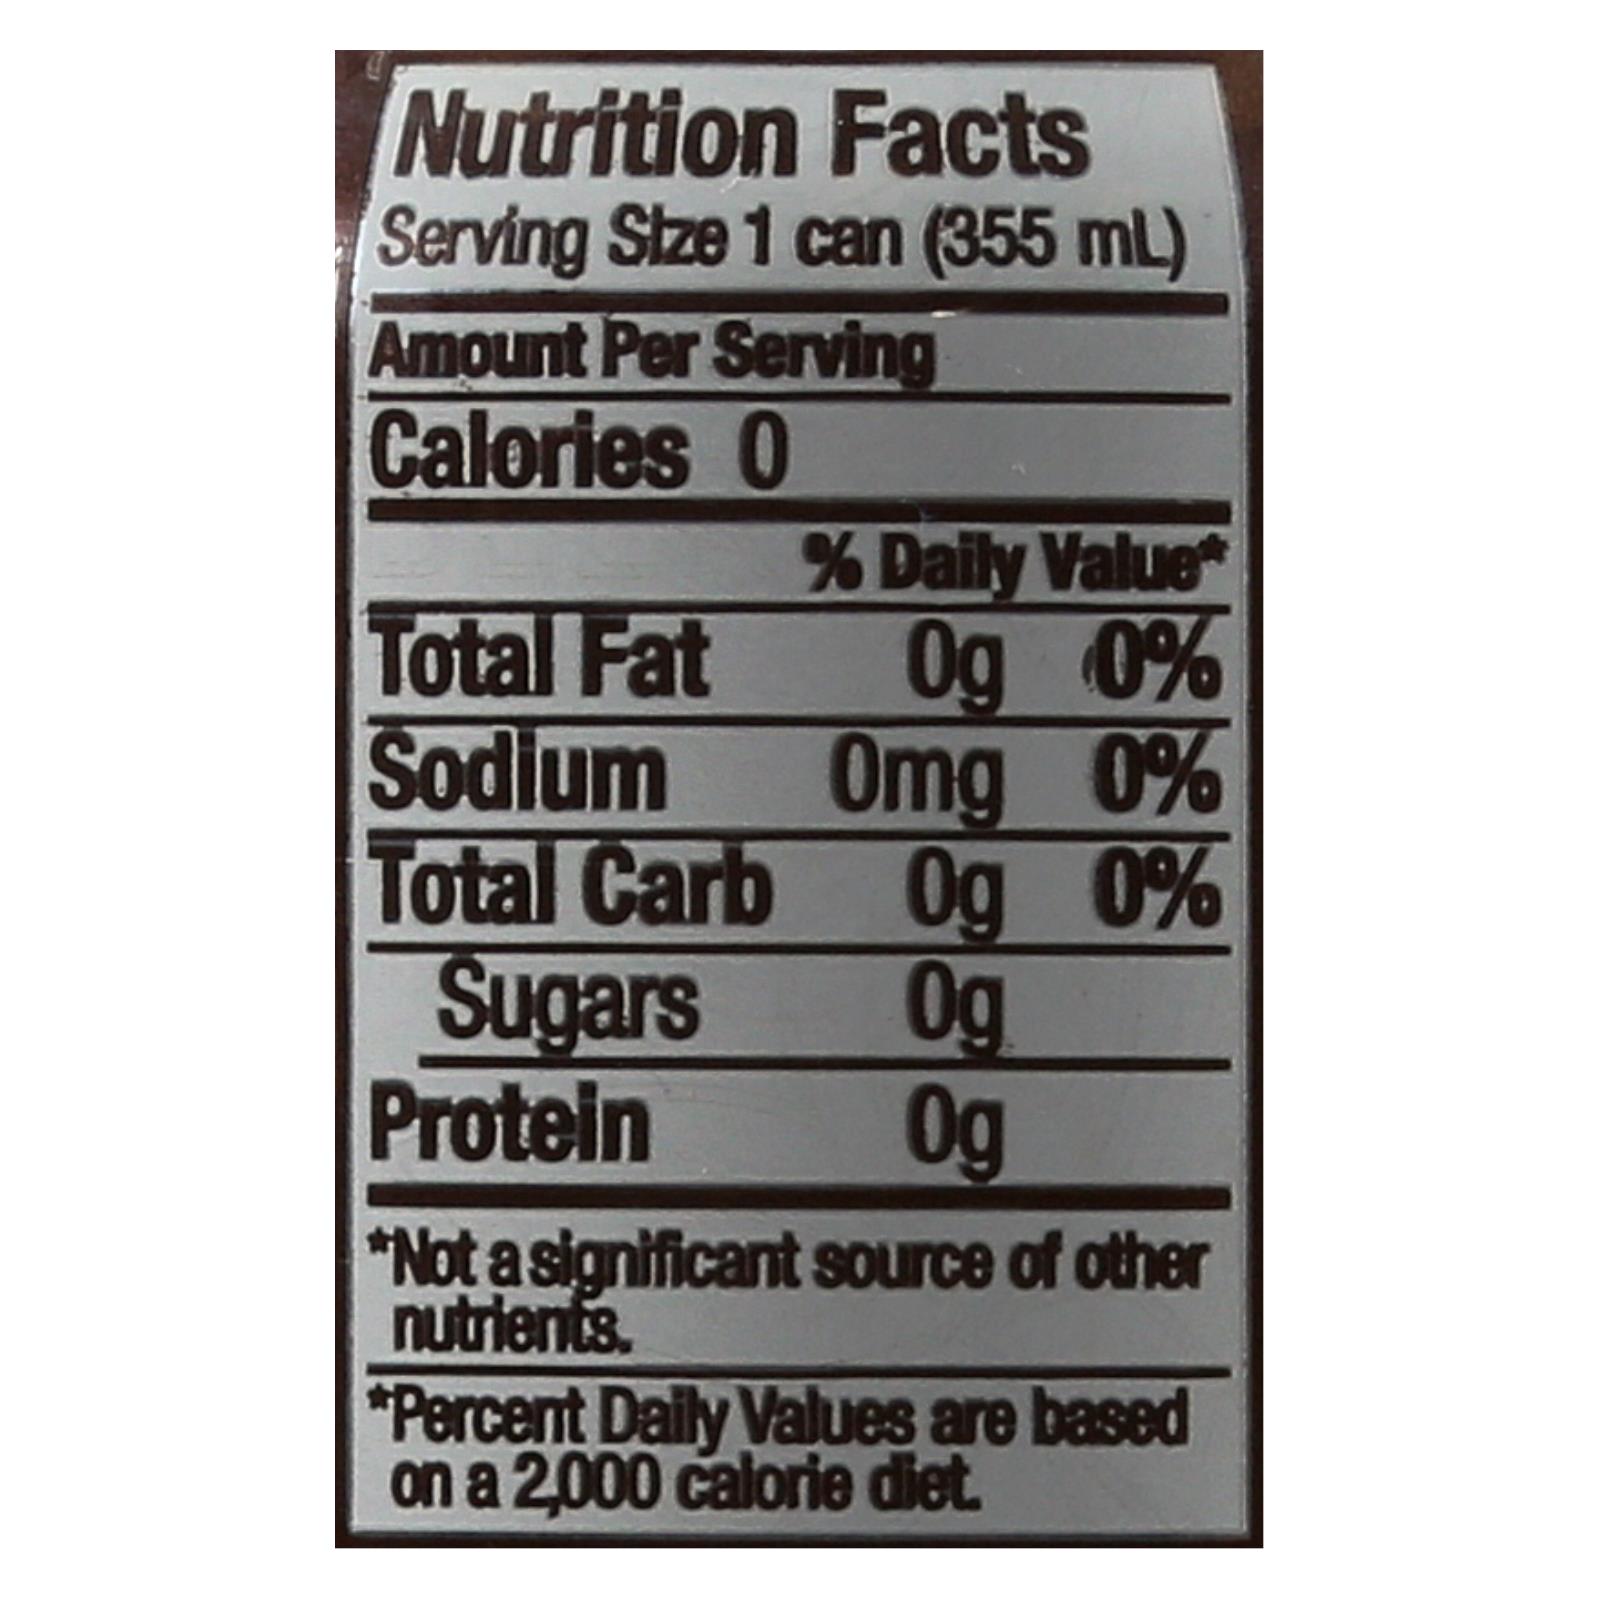 Nutrition Facts
Serving Size 1 can (355 mL)
Amount Per Serving
Calories 0
% Daily Value*
Total Fat 0g 0%
Sodium 0mg 0%
Total Carb 0g 0%
Sugars 0g
Protein 0g
*Not a significant source of other
nutrients.
*Percent Daily Values are based
on a 2,000 calorie diet.